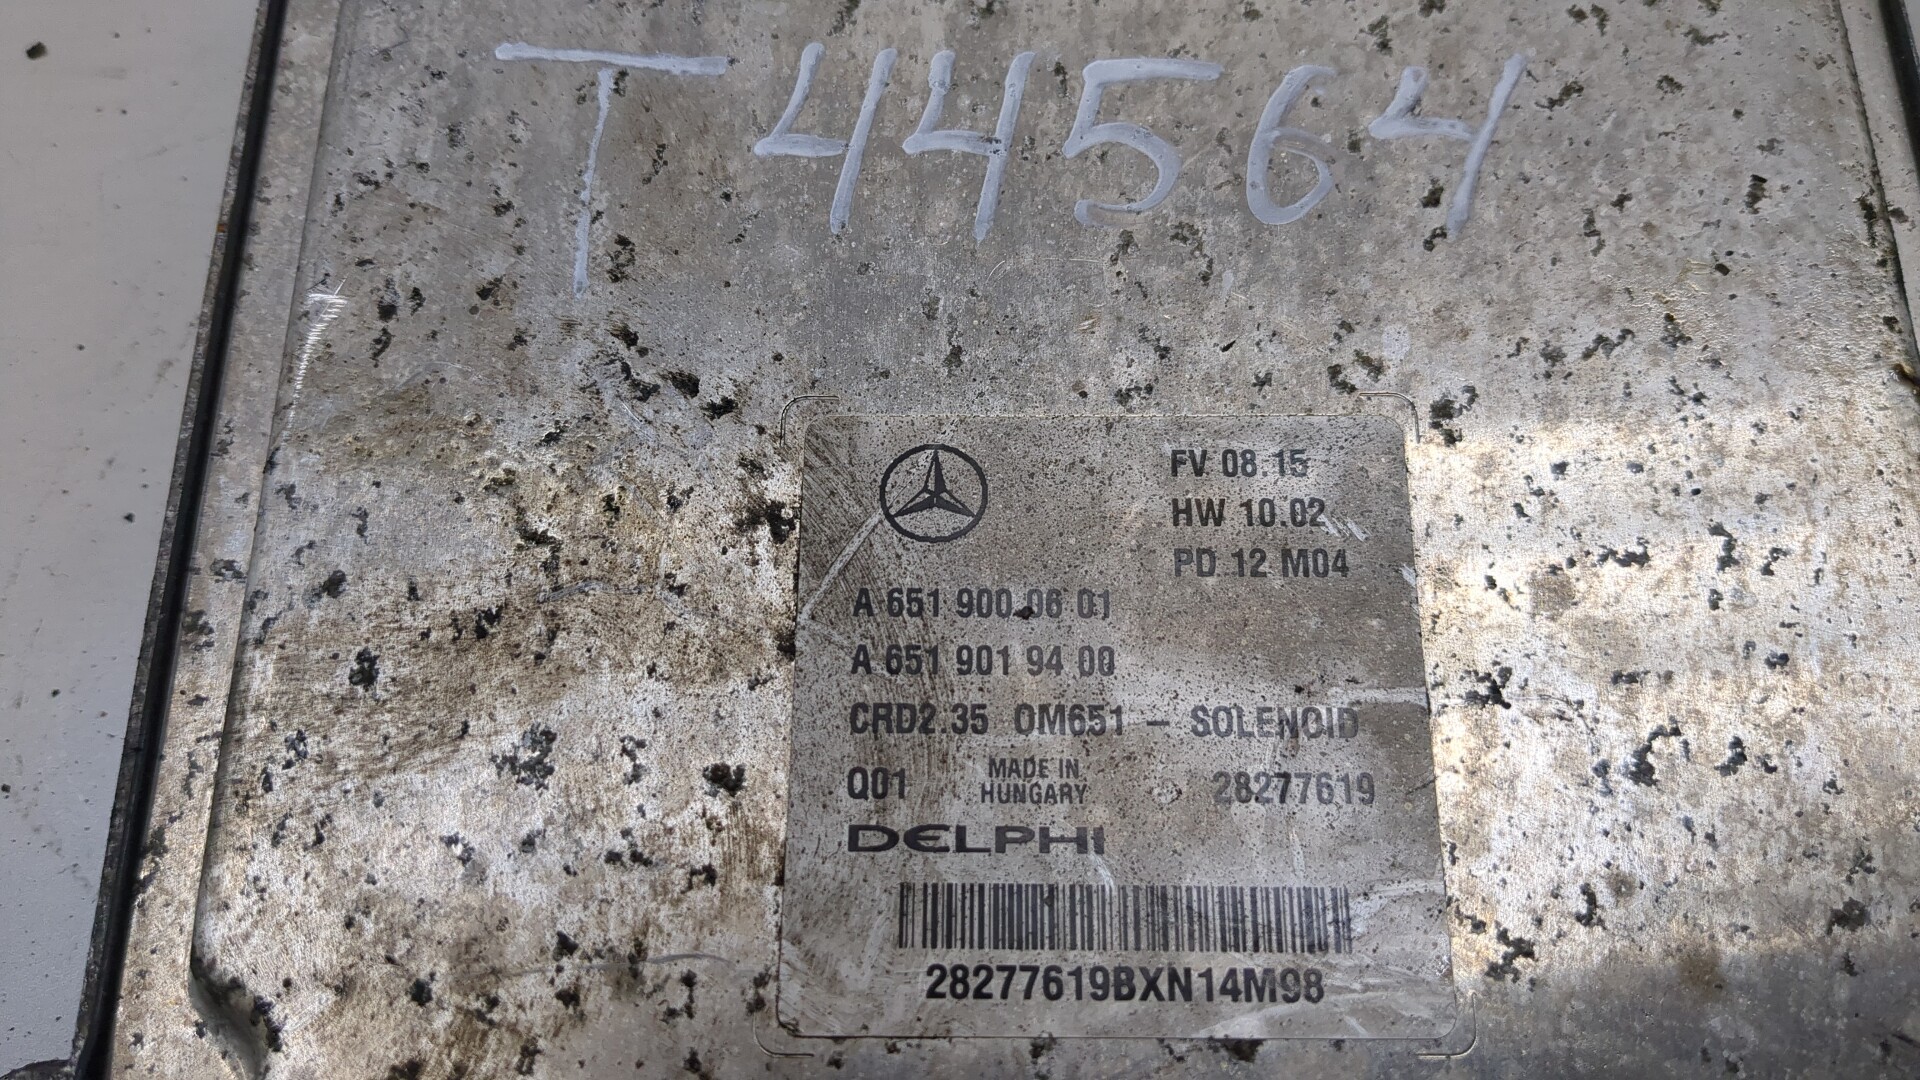 T44564
FV 08.15
HW 10.02
PD 12 M04
A 651 900 06 01
A 651 901 94 00
CRD2.35 OM651 – SOLENOID
Q01 MADE IN HUNGARY 28277619
DELPHI
28277619BXN14M98